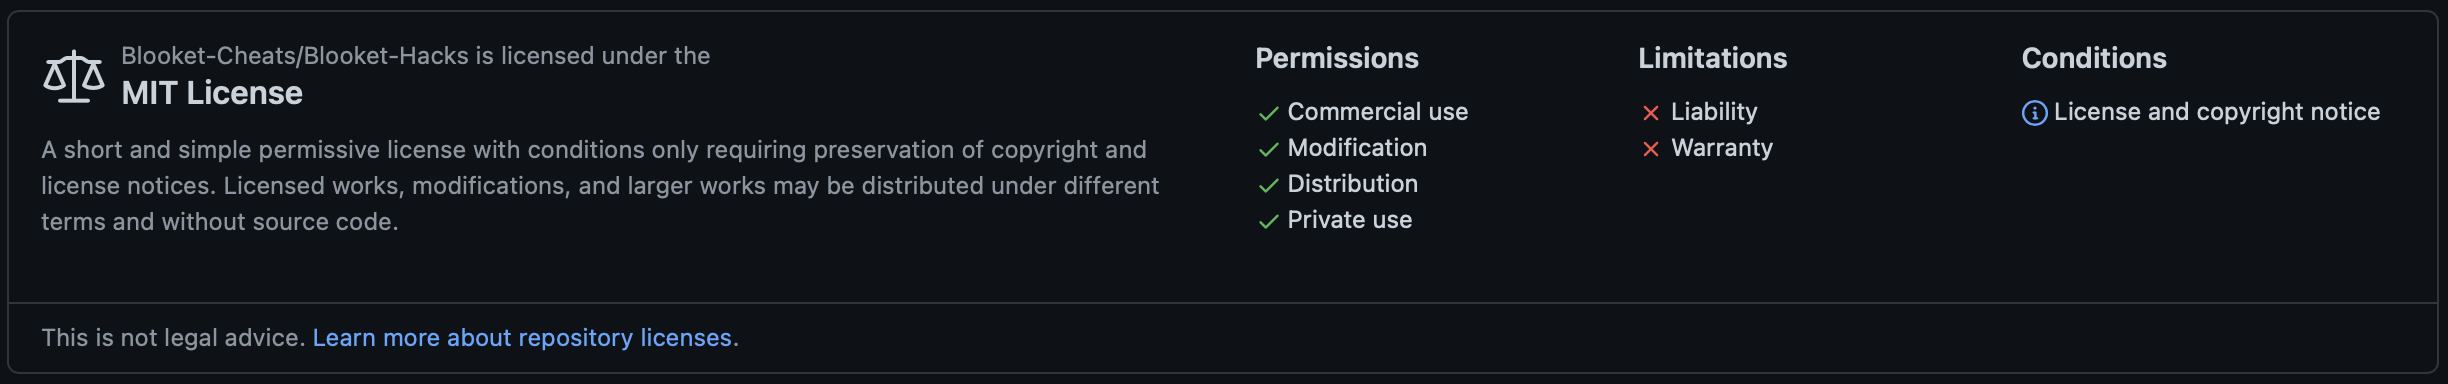 Blooket-Cheats/Blooket-Hacks is licensed under the
MIT License
A short and simple permissive license with conditions only requiring preservation of copyright and
license notices. Licensed works, modifications, and larger works may be distributed under different
terms and without source code.
Permissions
Commercial use
Modification
Distribution
Private use
Limitations
Liability
Warranty
Conditions
License and copyright notice
This is not legal advice. Learn more about repository licenses.